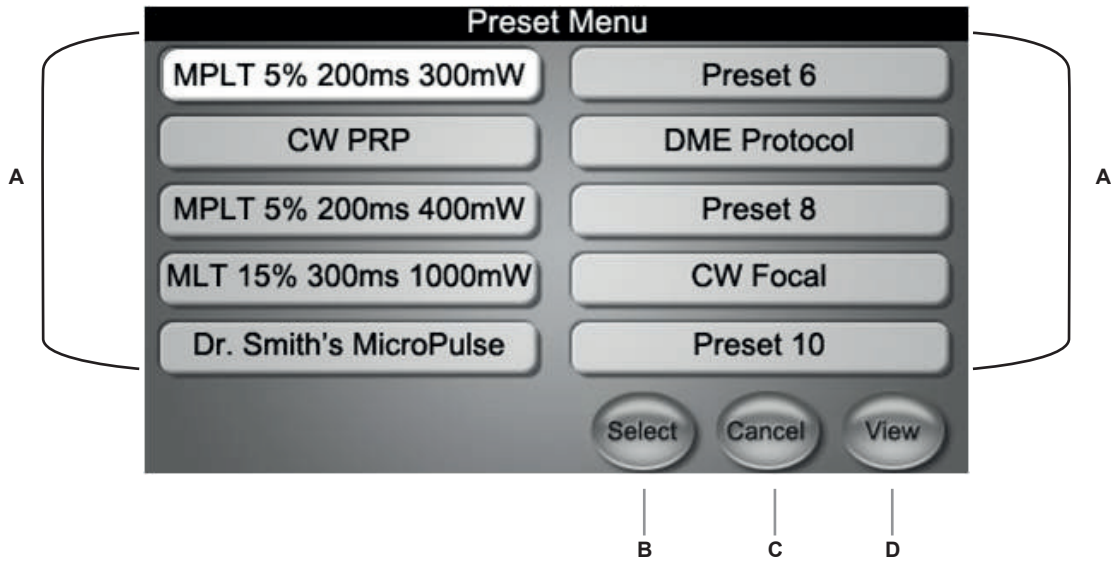 Preset Menu
A
MPLT 5% 200ms 300mW
CW PRP
MPLT 5% 200ms 400mW
MLT 15% 300ms 1000mW
Dr. Smith's MicroPulse
Preset 6
DME Protocol
Preset 8
CW Focal
Preset 10
A
Select Cancel View
B C D